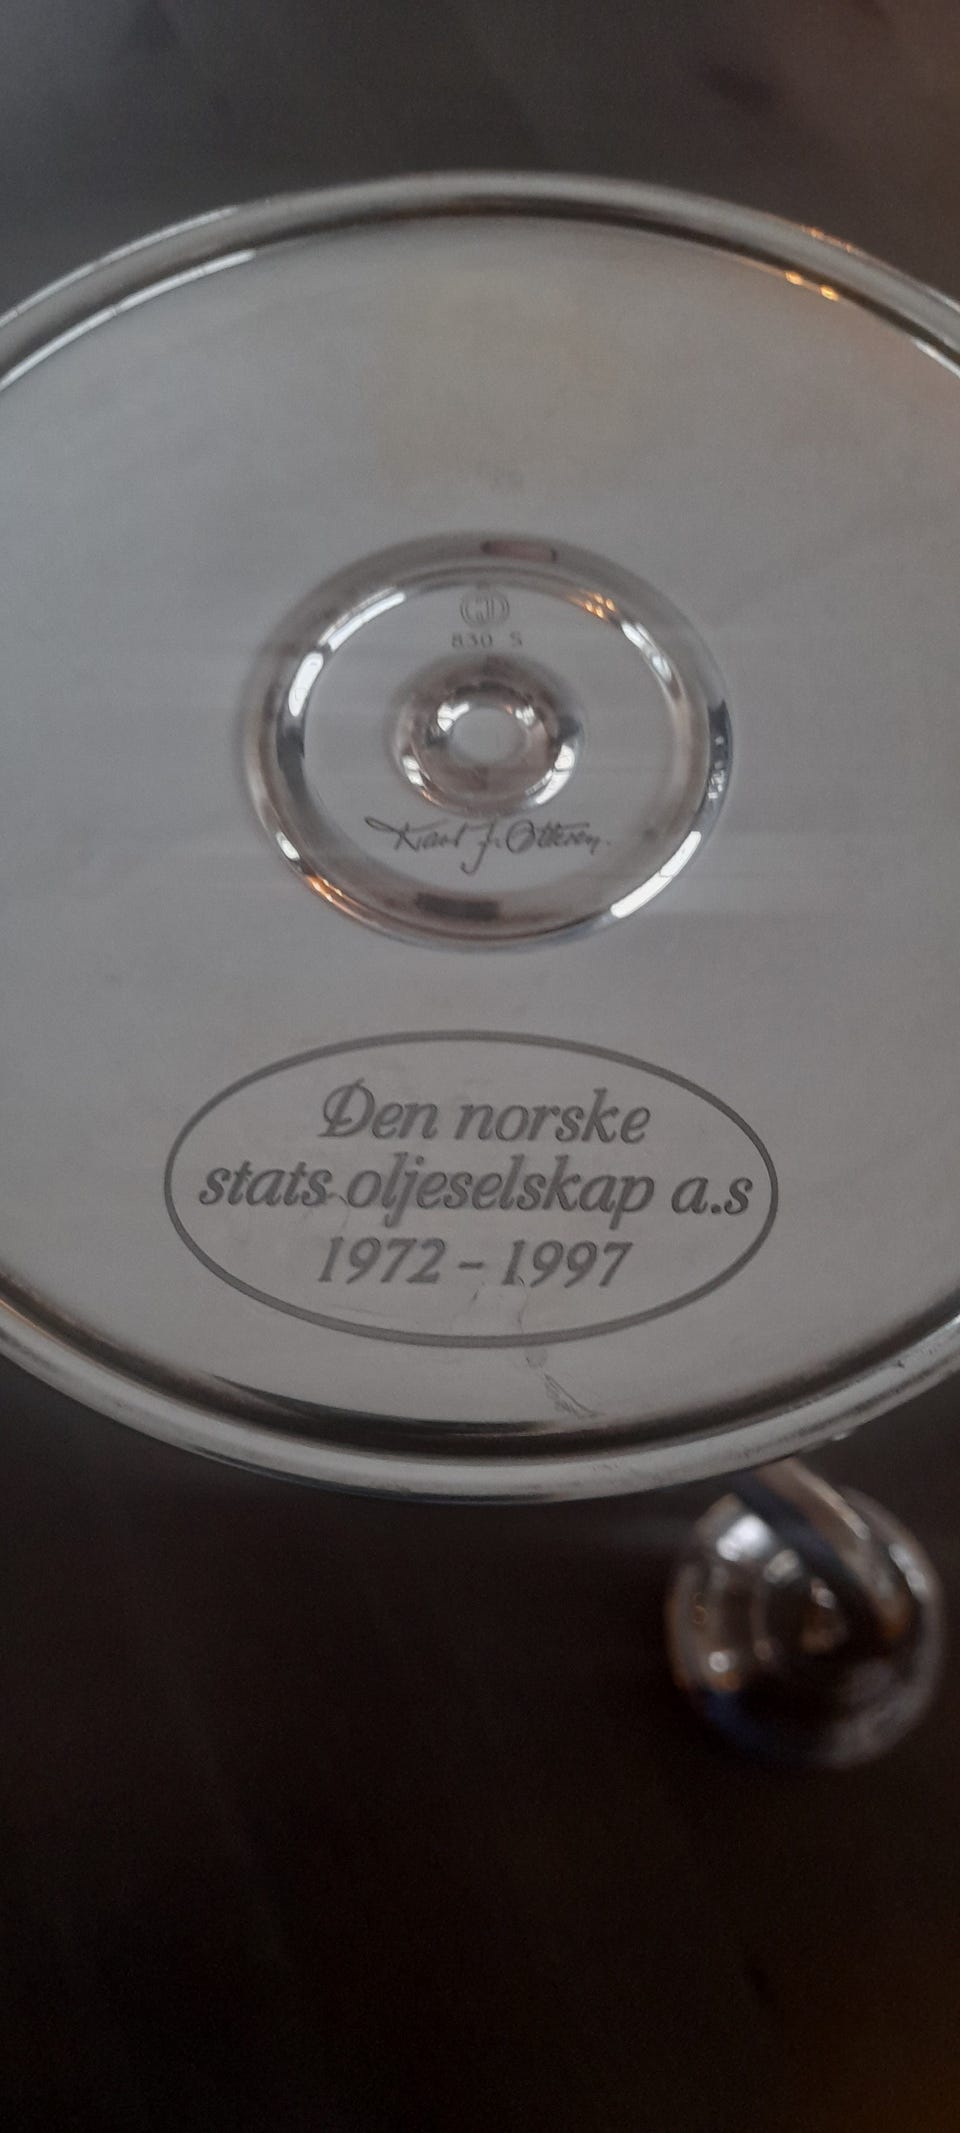 830 S
Den norske
stats oljeselskap a.s
1972 – 1997